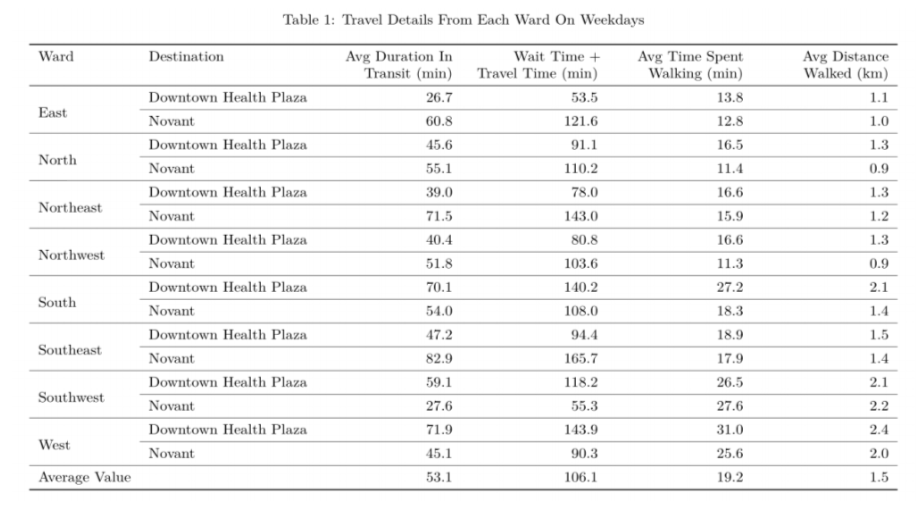 Table 1: Travel Details From Each Ward On Weekdays
Ward Destination Avg Duration In Transit (min) Wait Time + Travel Time (min) Avg Time Spent Walking (min) Avg Distance Walked (km)
East
Downtown Health Plaza 26.7 53.5 13.8 1.1
Novant 60.8 121.6 12.8 1.0
North
Downtown Health Plaza 45.6 91.1 16.5 1.3
Novant 55.1 110.2 11.4 0.9
Northeast
Downtown Health Plaza 39.0 78.0 16.6 1.3
Novant 71.5 143.0 15.9 1.2
Northwest
Downtown Health Plaza 40.4 80.8 16.6 1.3
Novant 51.8 103.6 11.3 0.9
South
Downtown Health Plaza 70.1 140.2 27.2 2.1
Novant 54.0 108.0 18.3 1.4
Southeast
Downtown Health Plaza 47.2 94.4 18.9 1.5
Novant 82.9 165.7 17.9 1.4
Southwest
Downtown Health Plaza 59.1 118.2 26.5 2.1
Novant 27.6 55.3 27.6 2.2
West
Downtown Health Plaza 71.9 143.9 31.0 2.4
Novant 45.1 90.3 25.6 2.0
Average Value 53.1 106.1 19.2 1.5